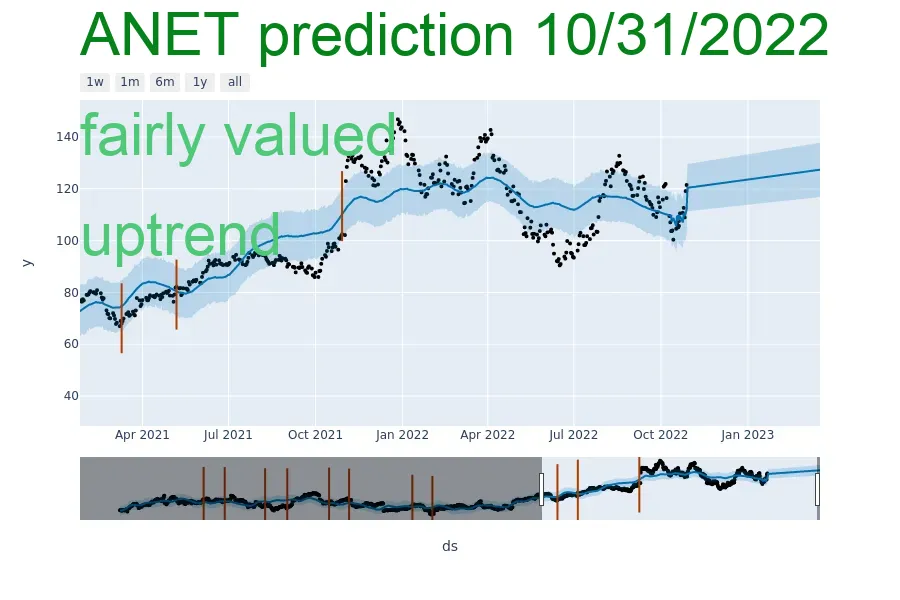 ANET prediction 10/31/2022
1w 1m 6m 1y all
fairly valued
uptrend
y
140
120
100
80
60
40
Apr 2021 Jul 2021 Oct 2021 Jan 2022 Apr 2022 Jul 2022 Oct 2022 Jan 2023
ds